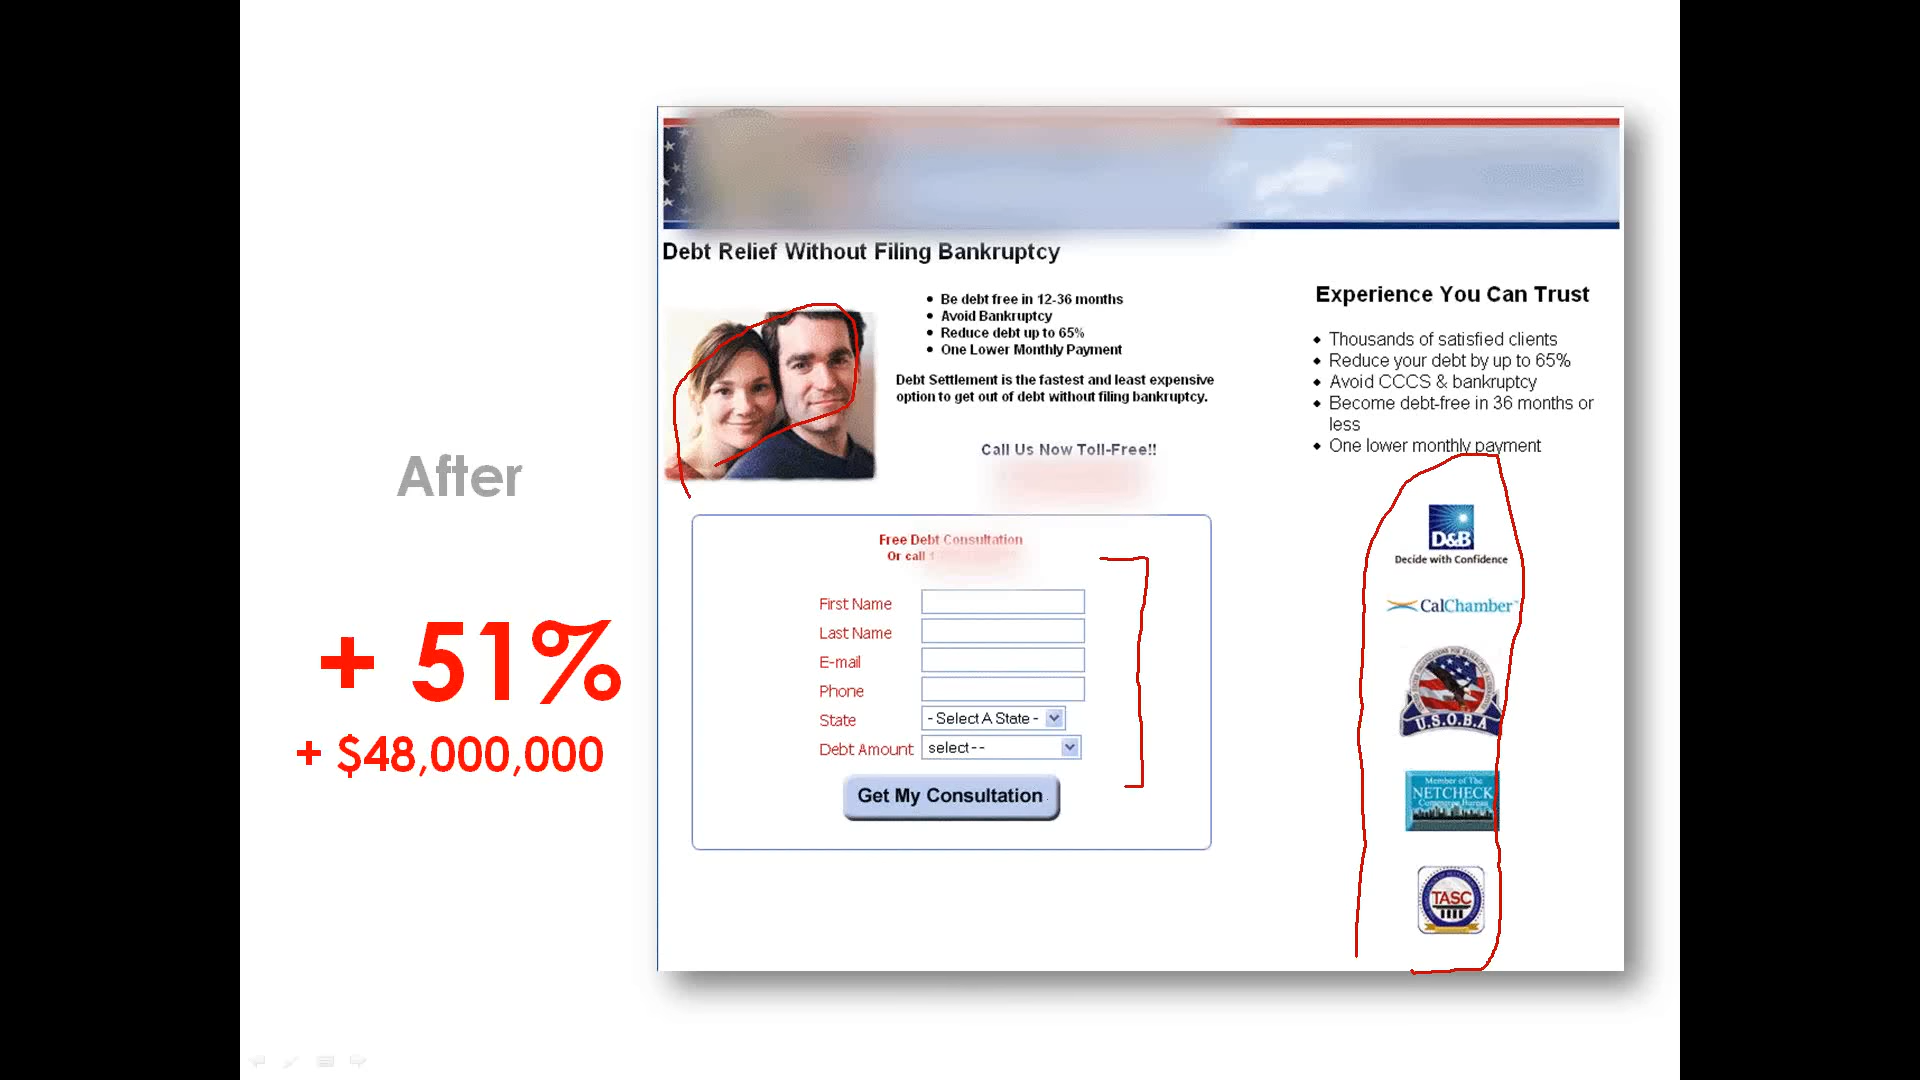 After
+ 51%
+ $48,000,000
Debt Relief Without Filing Bankruptcy
Be debt free in 12-36 months
Avoid Bankruptcy
Reduce debt up to 65%
One Lower Monthly Payment
Debt Settlement is the fastest and least expensive
option to get out of debt without filing bankruptcy.
Call Us Now Toll-Free!!
Free Debt Consultation
Or call 1
First Name
Last Name
E-mail
Phone
State
- Select A State -
Debt Amount
select --
Get My Consultation
Experience You Can Trust
Thousands of satisfied clients
Reduce your debt by up to 65%
Avoid CCCS & bankruptcy
Become debt-free in 36 months or
less
One lower monthly payment
D&B
Decide with Confidence
CalChamber
U.S.O.B.A
Member of The
NETCHECK
Commerce Bureau
TASC